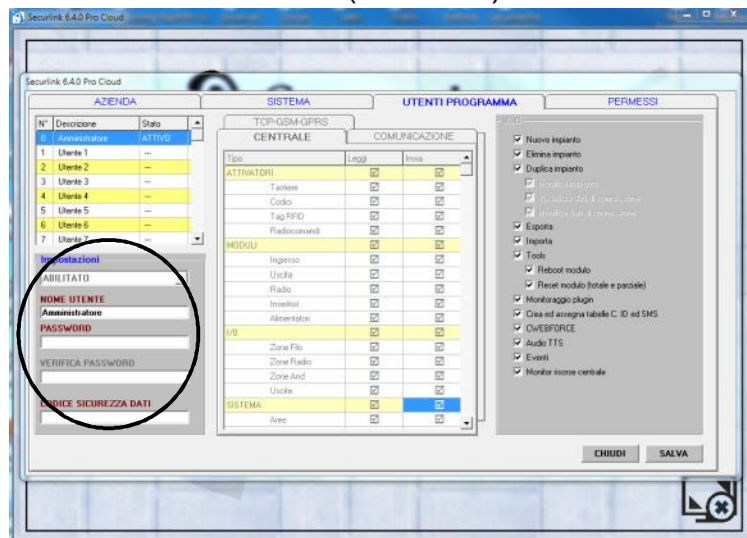 Securlink 6.4.0 Pro Cloud
Securlink 6.4.0 Pro Cloud
AZIENDA SISTEMA UTENTI PROGRAMMA PERMESSI
N° Descrizione Stato
0 Amministratore ATTIVO
1 Utente 1 ---
2 Utente 2 ---
3 Utente 3 ---
4 Utente 4 ---
5 Utente 5 ---
6 Utente 6 ---
7 Utente 7 ---
Impostazioni
ABILITATO
NOME UTENTE
Amministratore
PASSWORD
VERIFICA PASSWORD
CODICE SICUREZZA DATI
TCP-GSM-GPRS
CENTRALE COMUNICAZIONE
Tipo Leggi Invia
ATTIVATORI
Tastiere
Codici
Tag RFID
Radiocomandi
MODULI
Ingresso
Uscita
Radio
Inseritori
Alimentatori
I/O
Zone Filo
Zone Radio
Zone And
Uscite
SISTEMA
Aree
Nuovo impianto
Elimina impianto
Duplica impianto
Esporta
Importa
Tools
Reboot modulo
Reset modulo (totale e parziale)
Monitoraggio plugin
Crea ed assegna tabelle C. ID ed SMS
CWEBFORCE
Audio TTS
Eventi
Monitor risorse centrale
CHIUDI SALVA